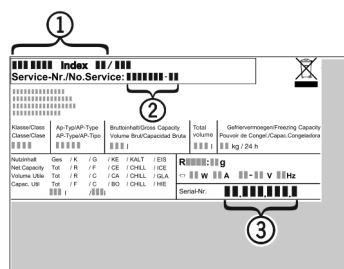 1
Index /
Service-Nr./No.Service: -
2
Klasse/Class Ap-Typ/AP-Type Bruttoinhalt/Gross Capacity Total Gefriervermoegen/Freezing Capacity
Classe/Clase AP-Type/AP-Tipo Volume Brut/Capacidad Bruta volume Pouvoir de Congel./Capac.Congeladora
l l kg / 24 h
Nutzinhalt Ges / K / G / KE / KALT / EIS
Net.Capacity Tot / R / F / CE / CHILL / ICE
Volume Utile Tot / R / C / CA / CHILL / GLA
Capac. Util Tot / F / C / BO / CHILL / HIE
l / l
R : g
W A - V Hz
Serial-Nr. . . .
3